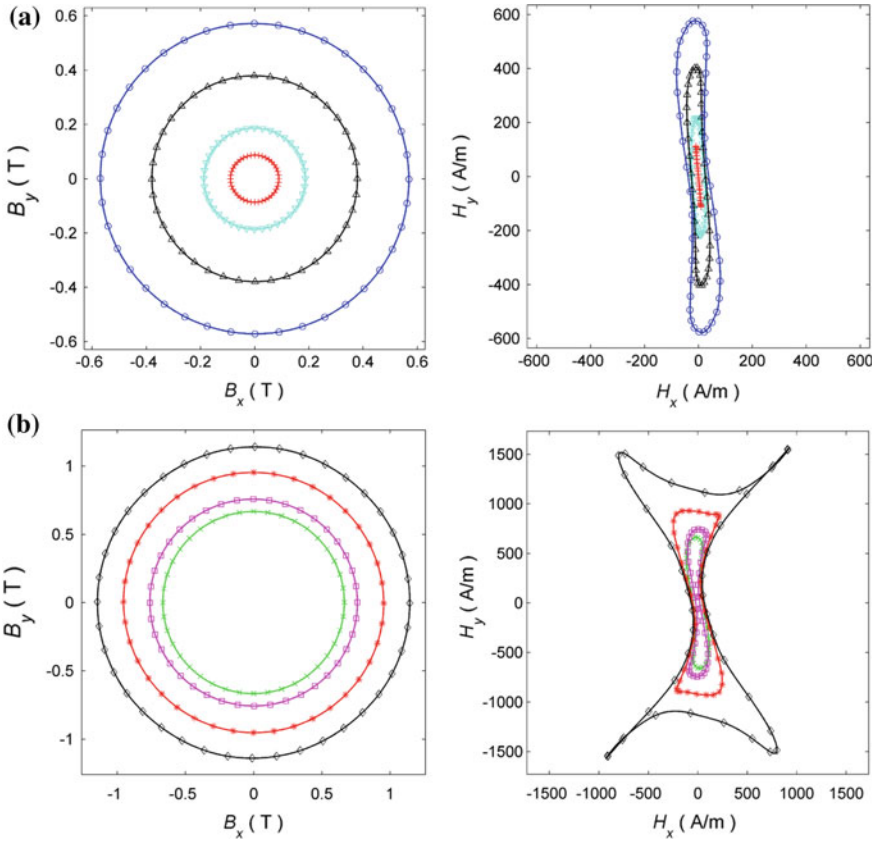 (a)
0.6
0.4
0.2
0
-0.2
-0.4
-0.6
B_y ( T )
-0.6 -0.4 -0.2 0 0.2 0.4 0.6
B_x ( T )
600
400
200
0
-200
-400
-600
H_y ( A/m )
-600 -400 -200 0 200 400 600
H_x ( A/m )
(b)
1
0.5
0
-0.5
-1
B_y ( T )
-1 -0.5 0 0.5 1
B_x ( T )
1500
1000
500
0
-500
-1000
-1500
H_y ( A/m )
-1500 -1000 -500 0 500 1000 1500
H_x ( A/m )